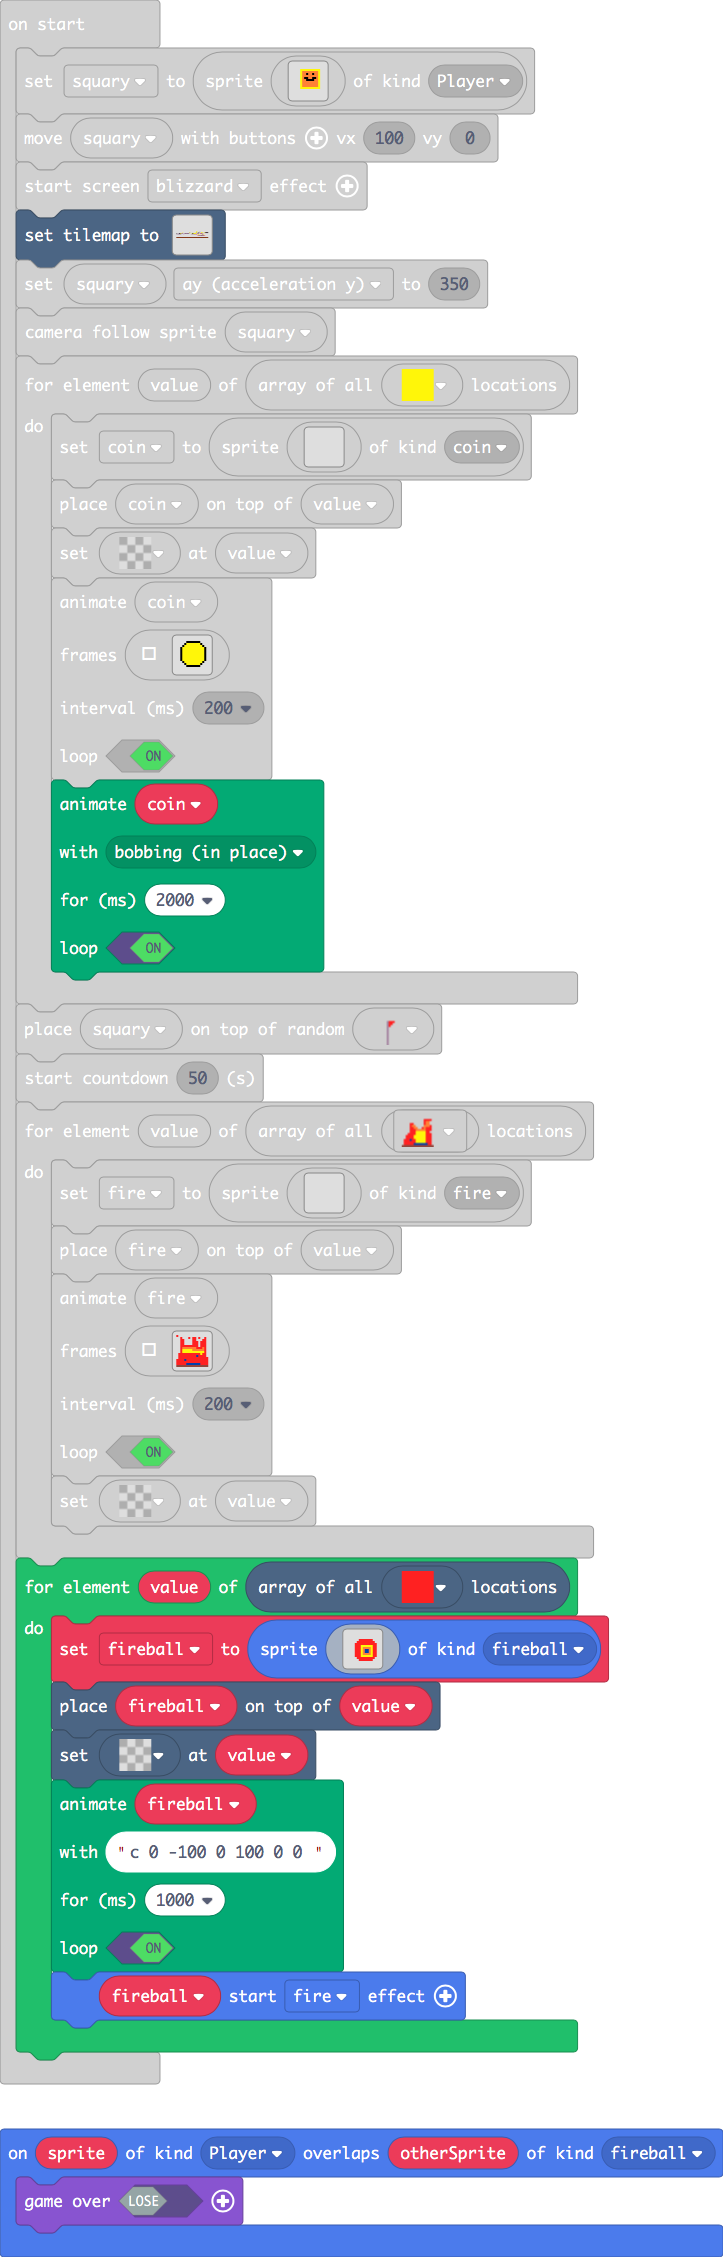 on start
set squary to sprite of kind Player
move squary with buttons vx 100 vy 0
start screen blizzard effect
set tilemap to
set squary ay (acceleration y) to 350
camera follow sprite squary
for element value of array of all locations
do
set coin to sprite of kind coin
place coin on top of value
set at value
animate coin
frames
interval (ms) 200
loop ON
animate coin
with bobbing (in place)
for (ms) 2000
loop ON
place squary on top of random
start countdown 50 (s)
for element value of array of all locations
do
set fire to sprite of kind fire
place fire on top of value
animate fire
frames
interval (ms) 200
loop ON
set at value
for element value of array of all locations
do
set fireball to sprite of kind fireball
place fireball on top of value
set at value
animate fireball
with "c 0 -100 0 100 0 0 "
for (ms) 1000
loop ON
fireball start fire effect
on sprite of kind Player overlaps otherSprite of kind fireball
game over LOSE